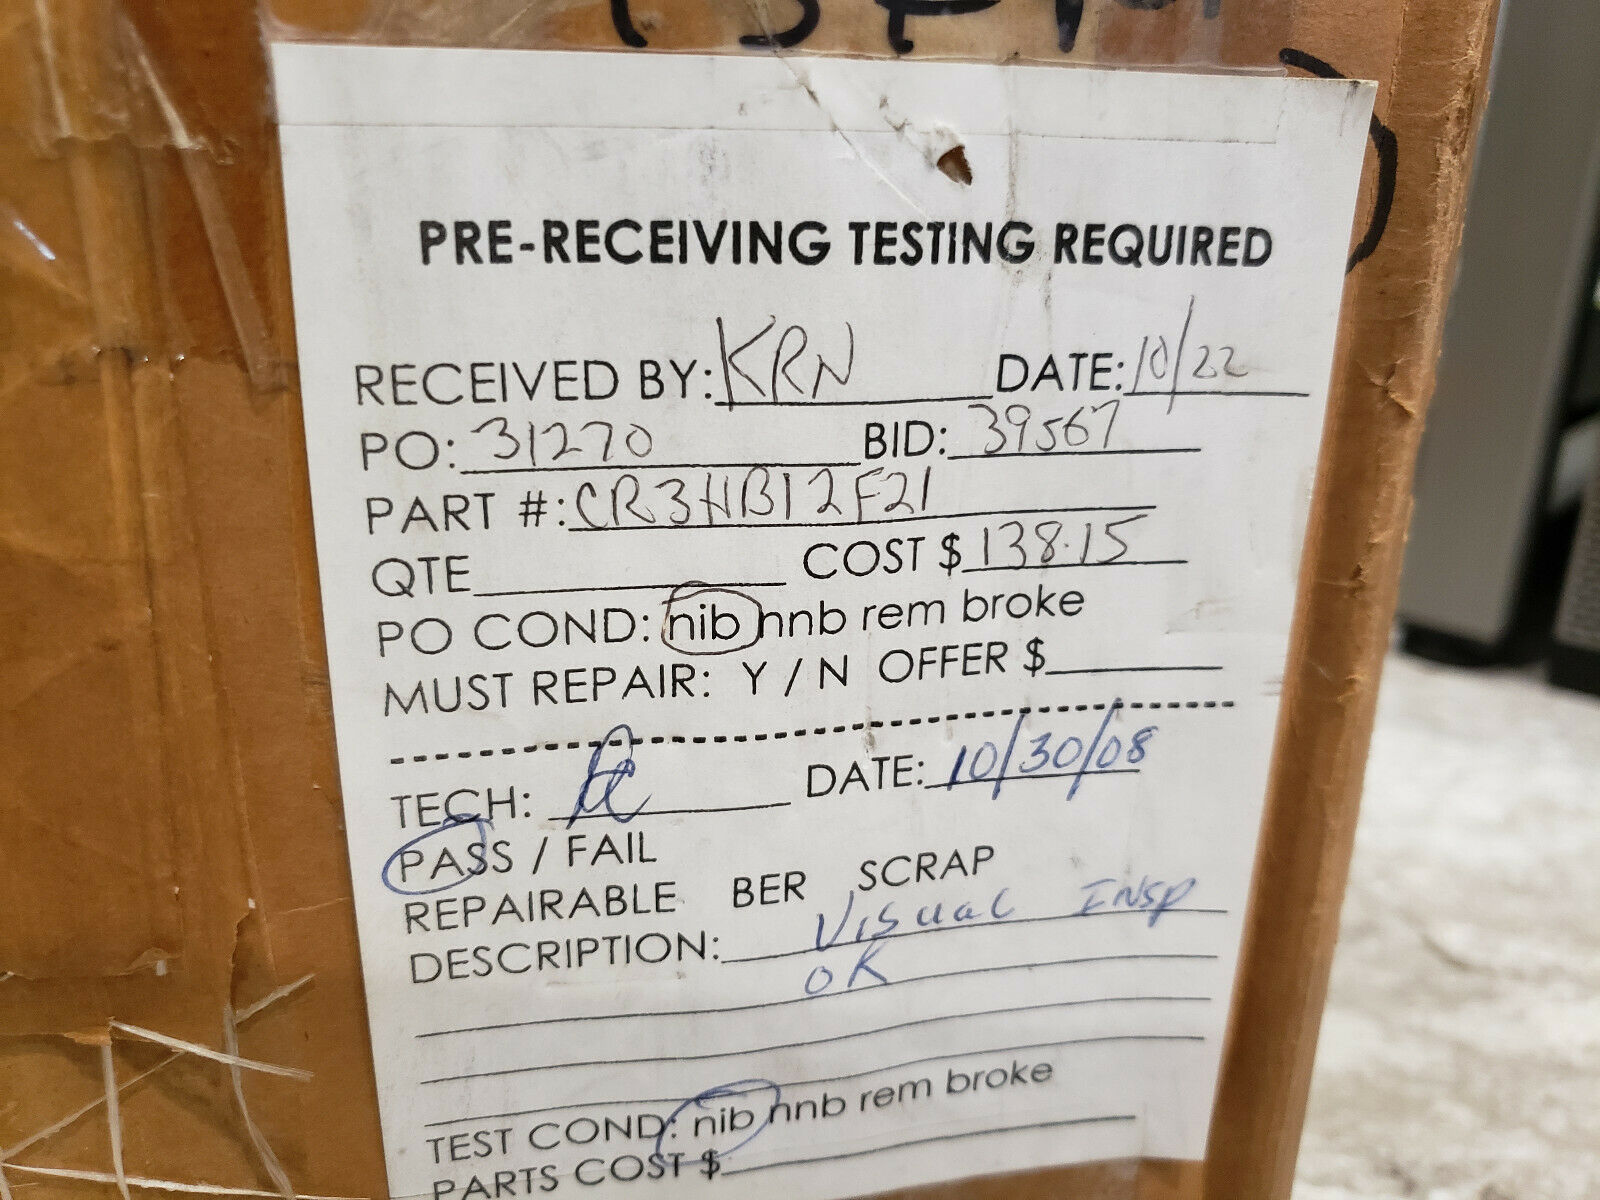 PRE-RECEIVING TESTING REQUIRED
RECEIVED BY: KRN DATE: 10/22
PO: 31270 BID: 39567
PART #: CR3HB12F21
QTE COST $ 138.15
PO COND: nib nnb rem broke
MUST REPAIR: Y / N OFFER $
TECH: DATE: 10/30/08
PASS / FAIL
REPAIRABLE BER SCRAP
DESCRIPTION: Visual Insp
OK
TEST COND: nib nnb rem broke
PARTS COST $